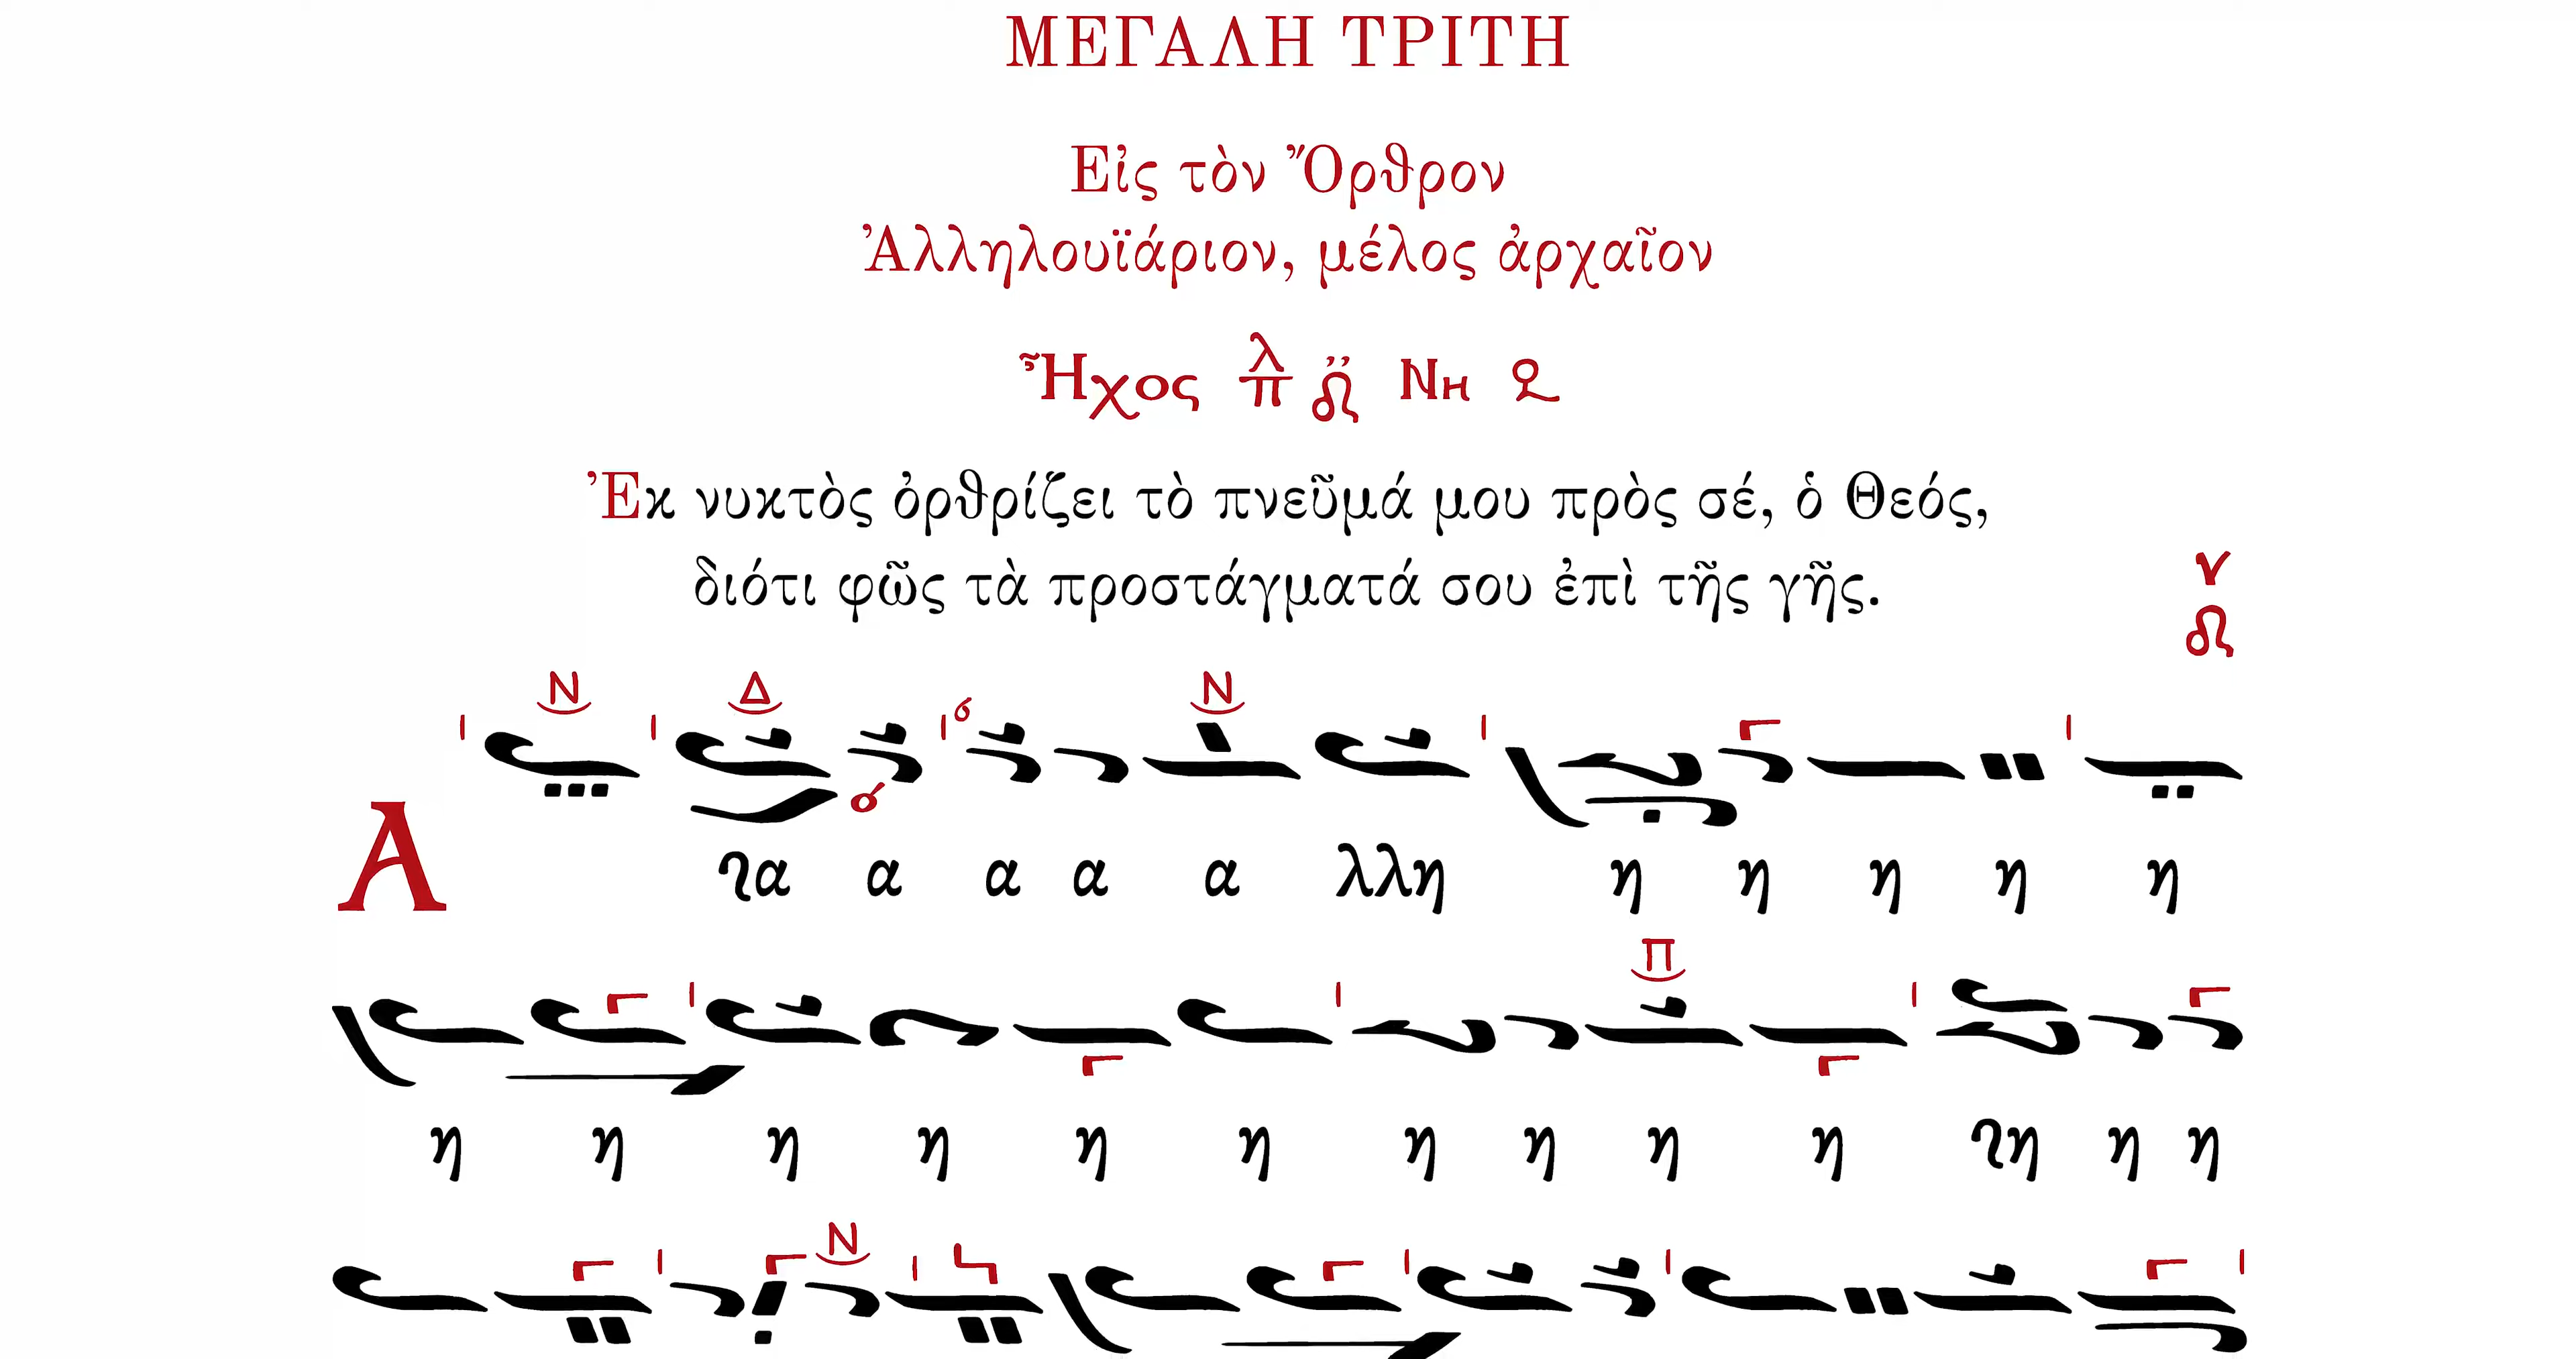 ΜΕΓΑΛΗ ΤΡΙΤΗ
Εἰς τὸν Ὄρθρον
Ἀλληλουϊάριον, μέλος ἀρχαῖον
Ἦχος λ π Νη
Ἐκ νυκτὸς ὀρθρίζει τὸ πνεῦμά μου πρὸς σέ, ὁ Θεός,
διότι φῶς τὰ προστάγματά σου ἐπὶ τῆς γῆς.
ν
Ν Δ Ν
Α γα α α α α λλη η η η η η
Π
η η η η η η η η η η γη η η
Ν